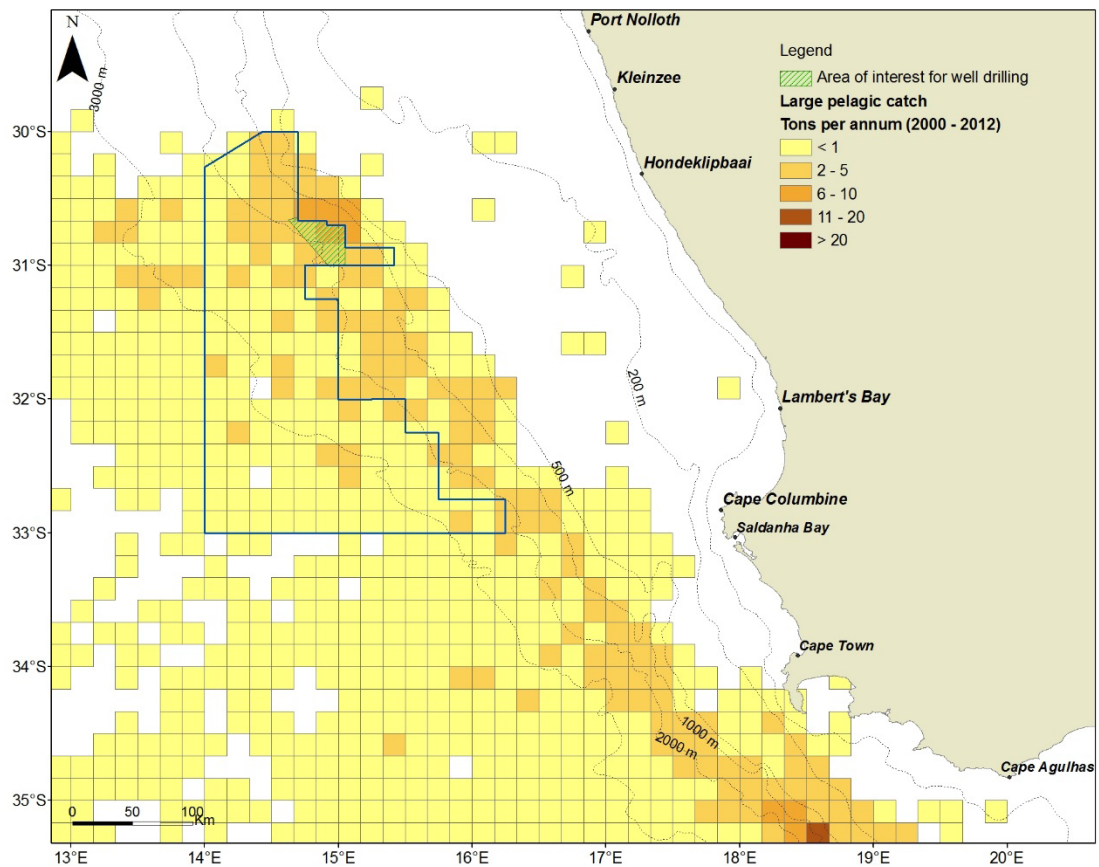 N
Port Nolloth
Legend
Area of interest for well drilling
Kleinzee
Large pelagic catch
Tons per annum (2000 - 2012)
< 1
2 - 5
6 - 10
11 - 20
> 20
3000 m
30°S
Hondeklipbaai
31°S
200 m
32°S
Lambert's Bay
500 m
Cape Columbine
33°S
Saldanha Bay
Cape Town
34°S
1000 m
2000 m
Cape Agulhas
35°S
0 50 100
Km
13°E 14°E 15°E 16°E 17°E 18°E 19°E 20°E